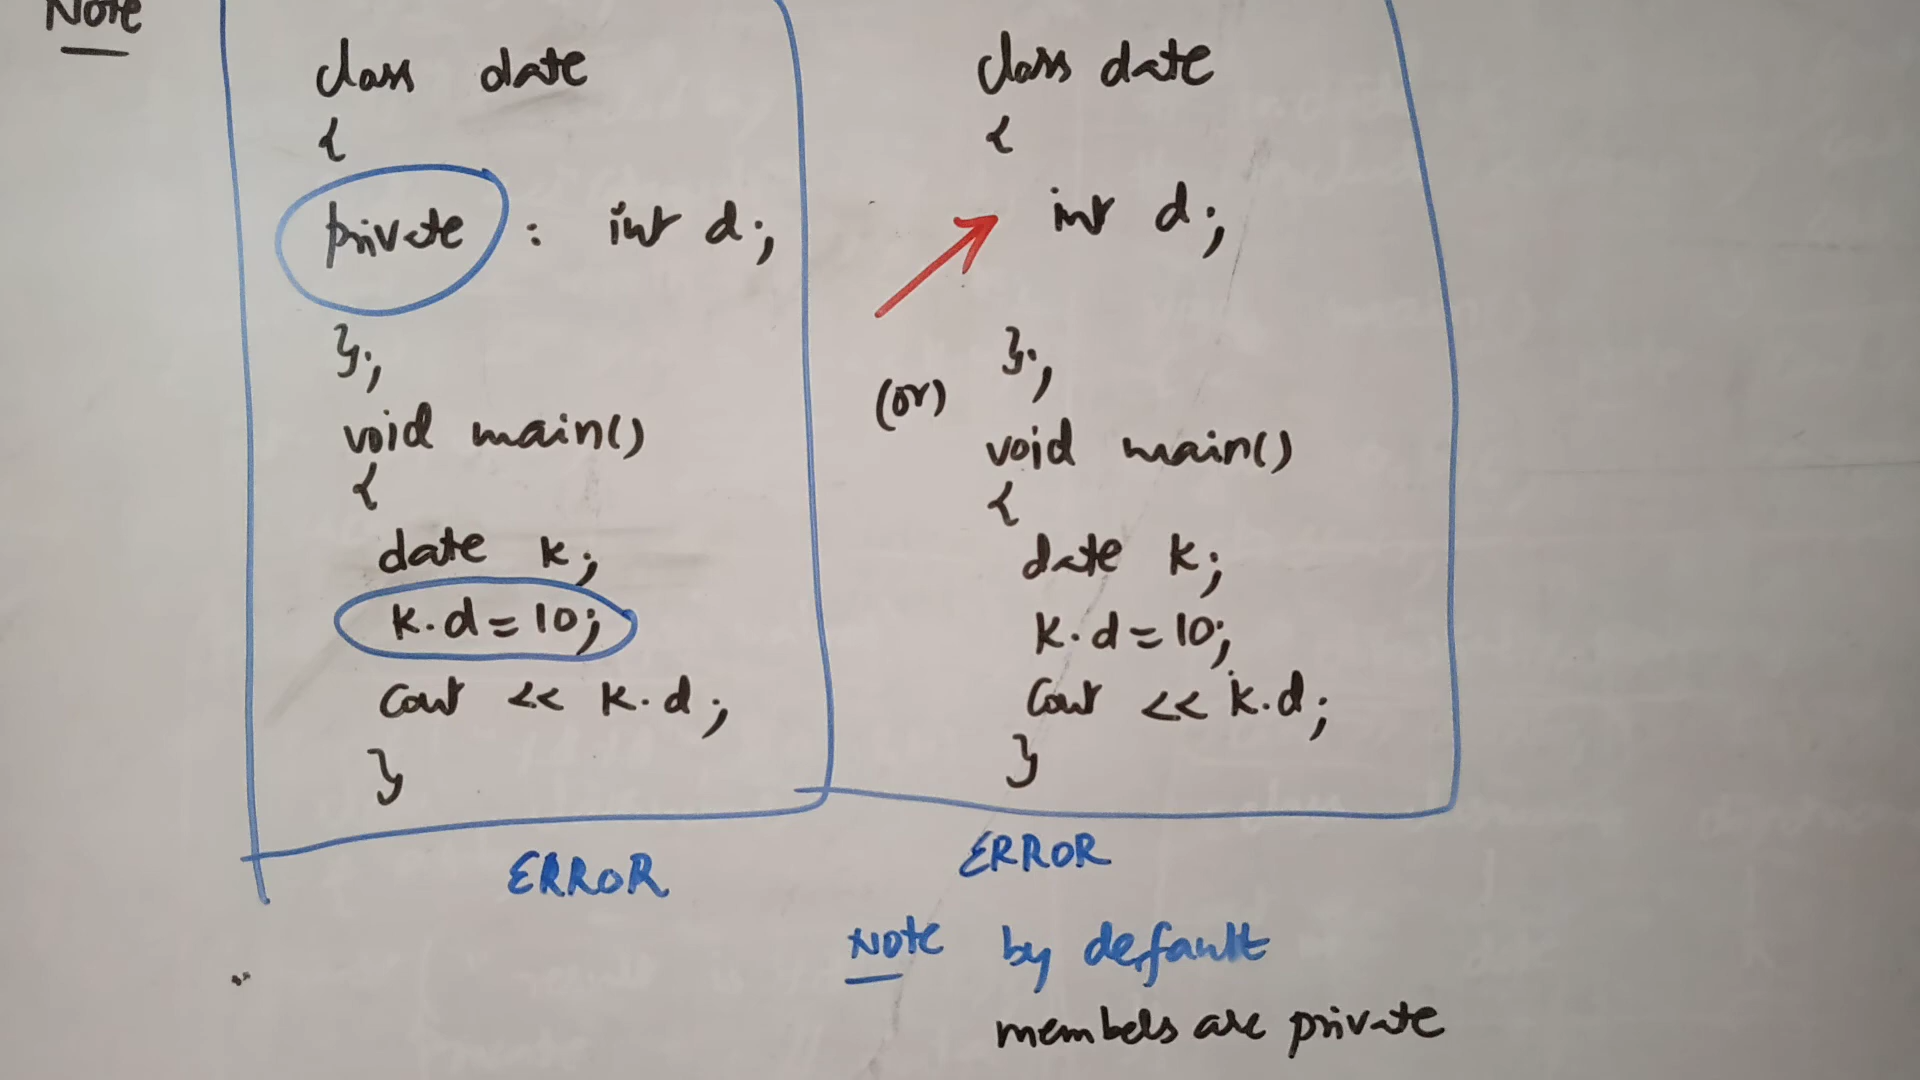 Note
class date
{
private : int d;
};
void main()
{
date k;
k.d=10;
cout << k.d;
}
ERROR
(or)
class date
{
int d;
};
void main()
{
date k;
k.d=10;
cout << k.d;
}
ERROR
Note by default
members are private